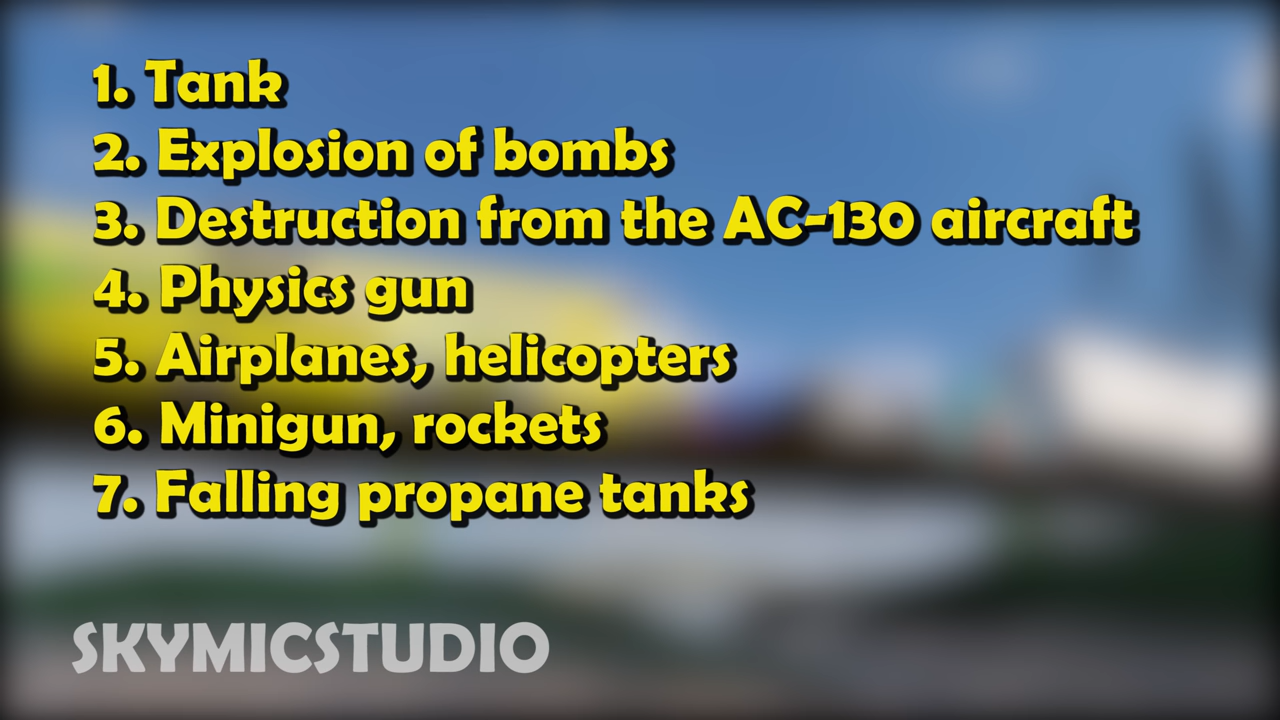 1. Tank
2. Explosion of bombs
3. Destruction from the AC-130 aircraft
4. Physics gun
5. Airplanes, helicopters
6. Minigun, rockets
7. Falling propane tanks
SKYMICSTUDIO